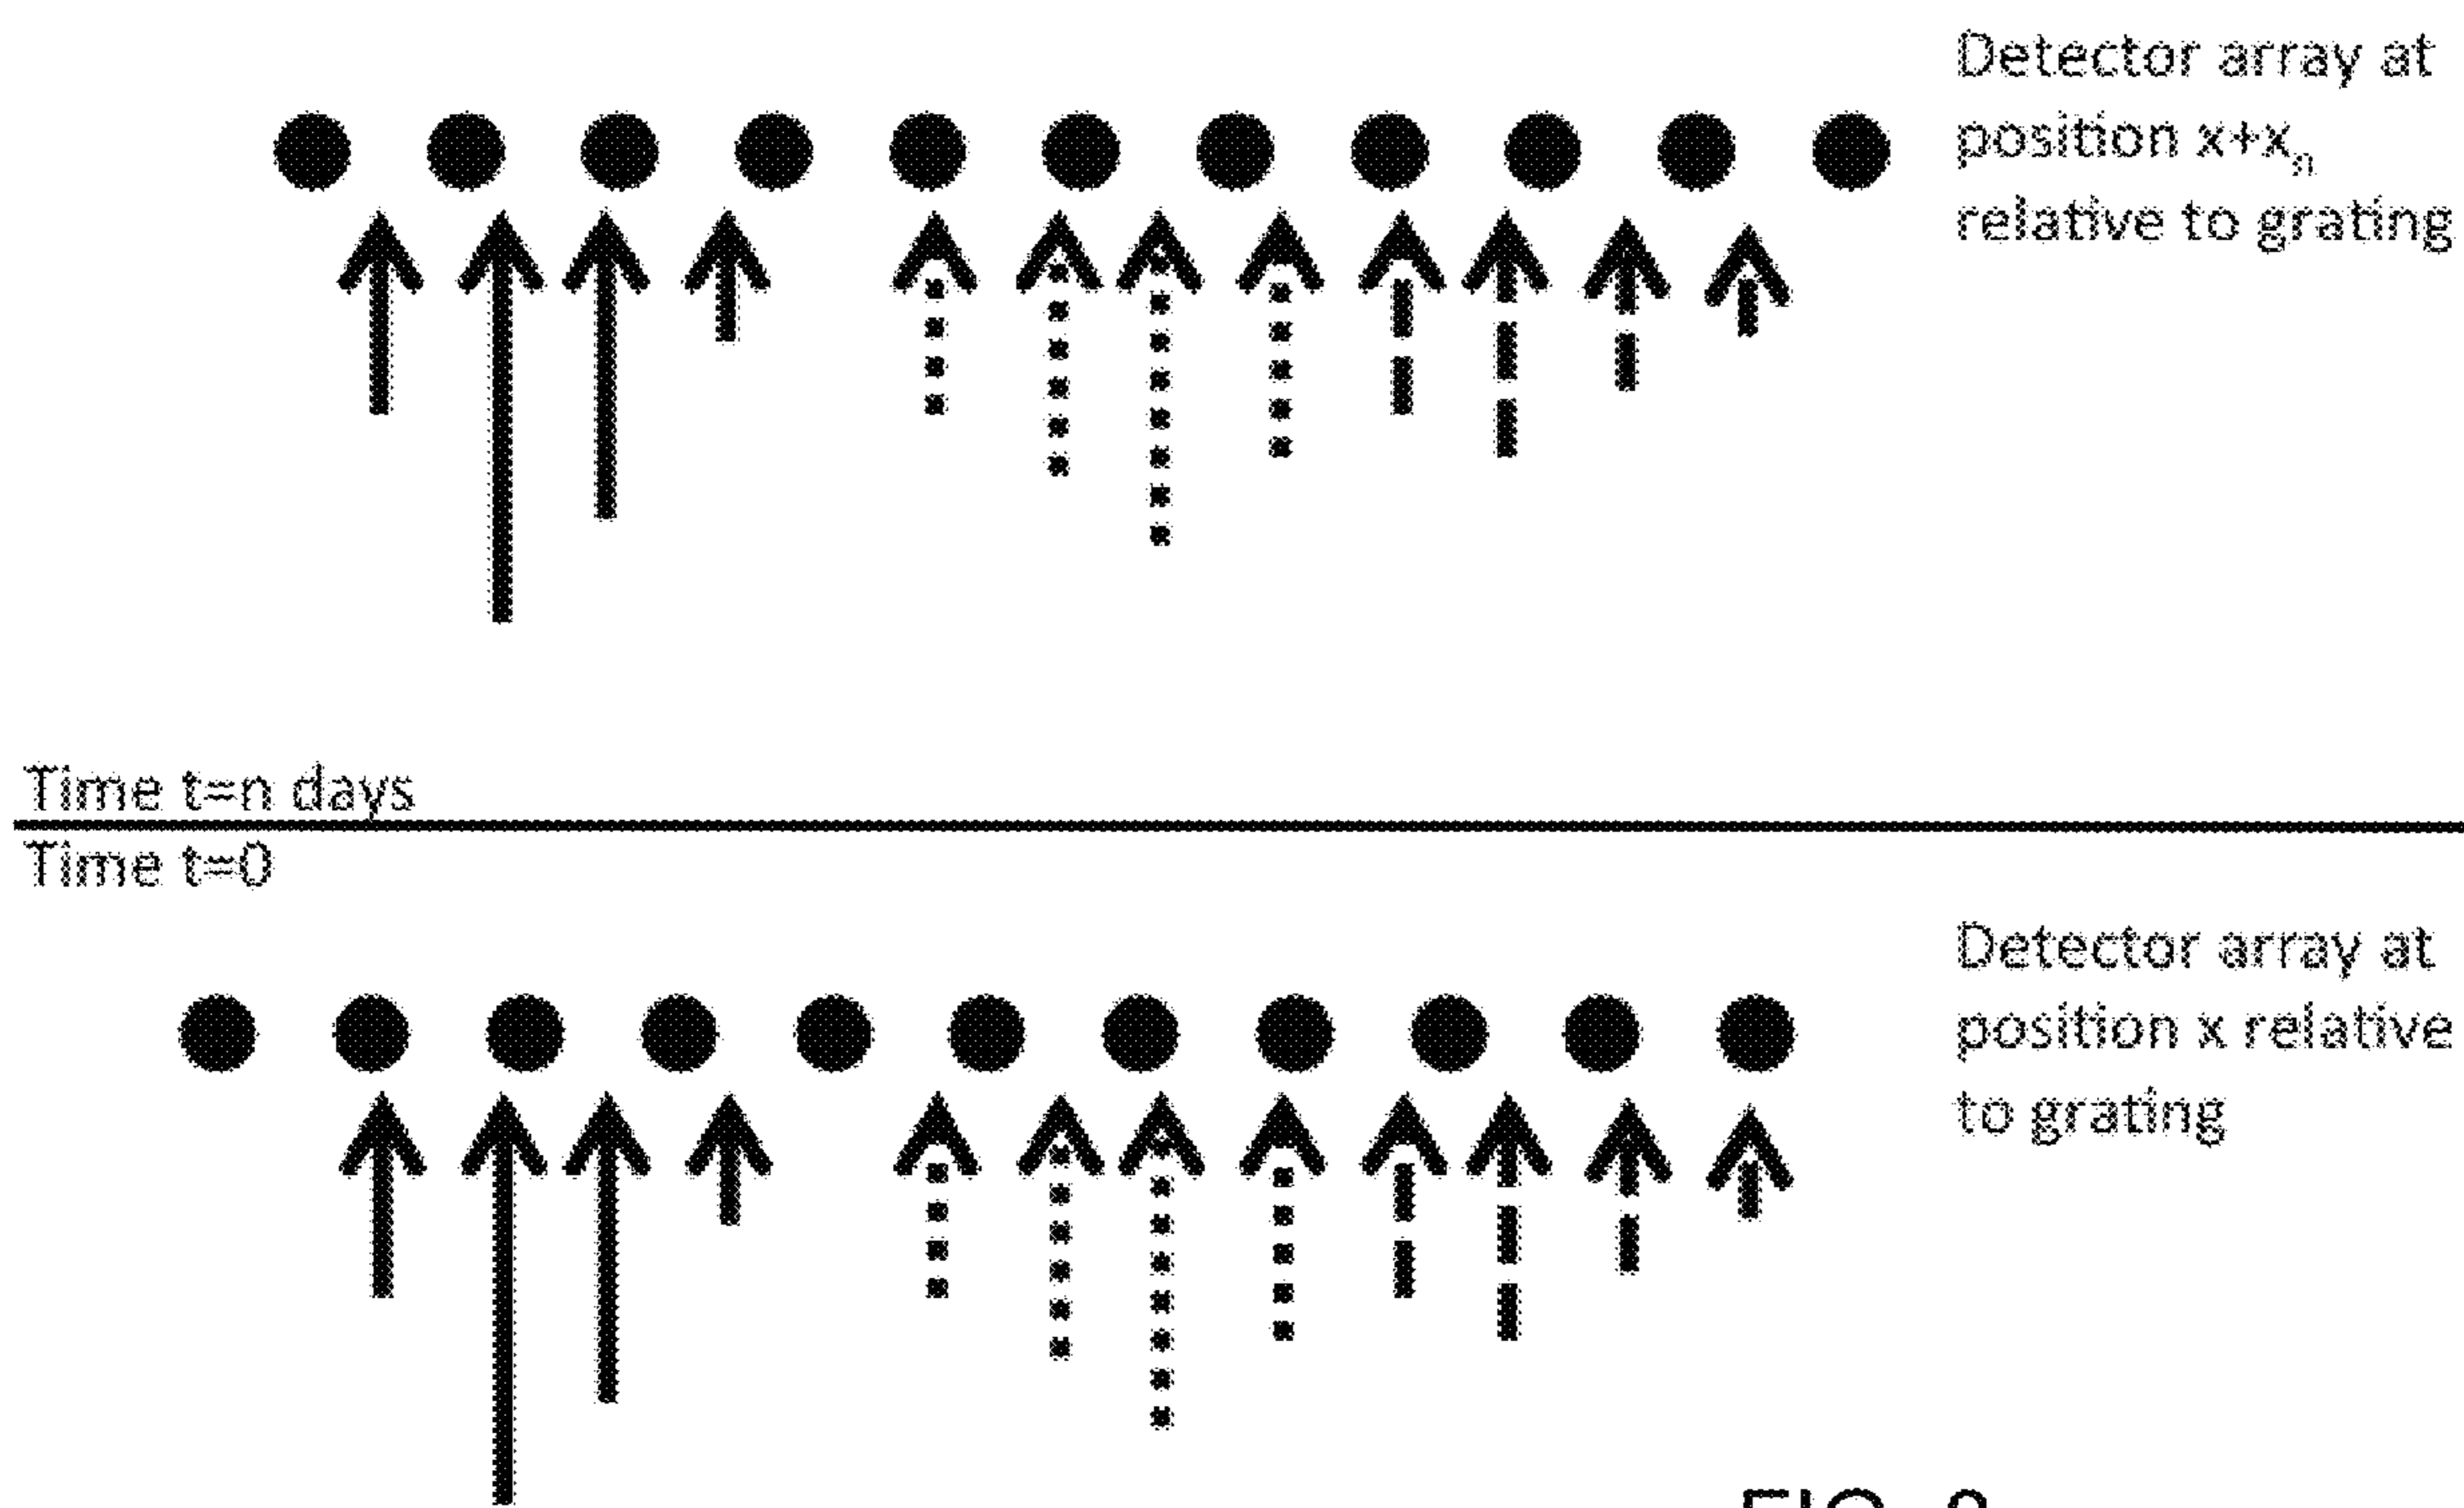 Detector array at
position x+xₙ
relative to grating
Time t=n days
Time t=0
Detector array at
position x relative
to grating